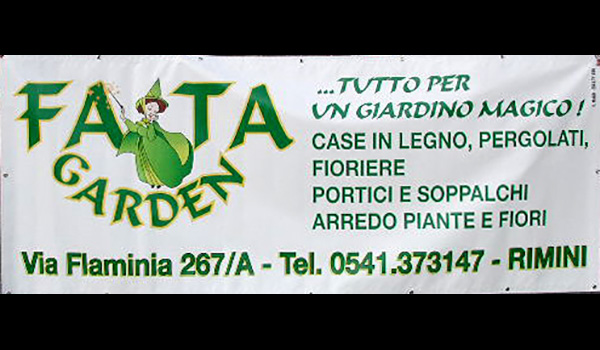 FATA
GARDEN
...TUTTO PER
UN GIARDINO MAGICO!
CASE IN LEGNO, PERGOLATI,
FIORIERE
PORTICI E SOPPALCHI
ARREDO PIANTE E FIORI
Via Flaminia 267/A - Tel. 0541.373147 - RIMINI